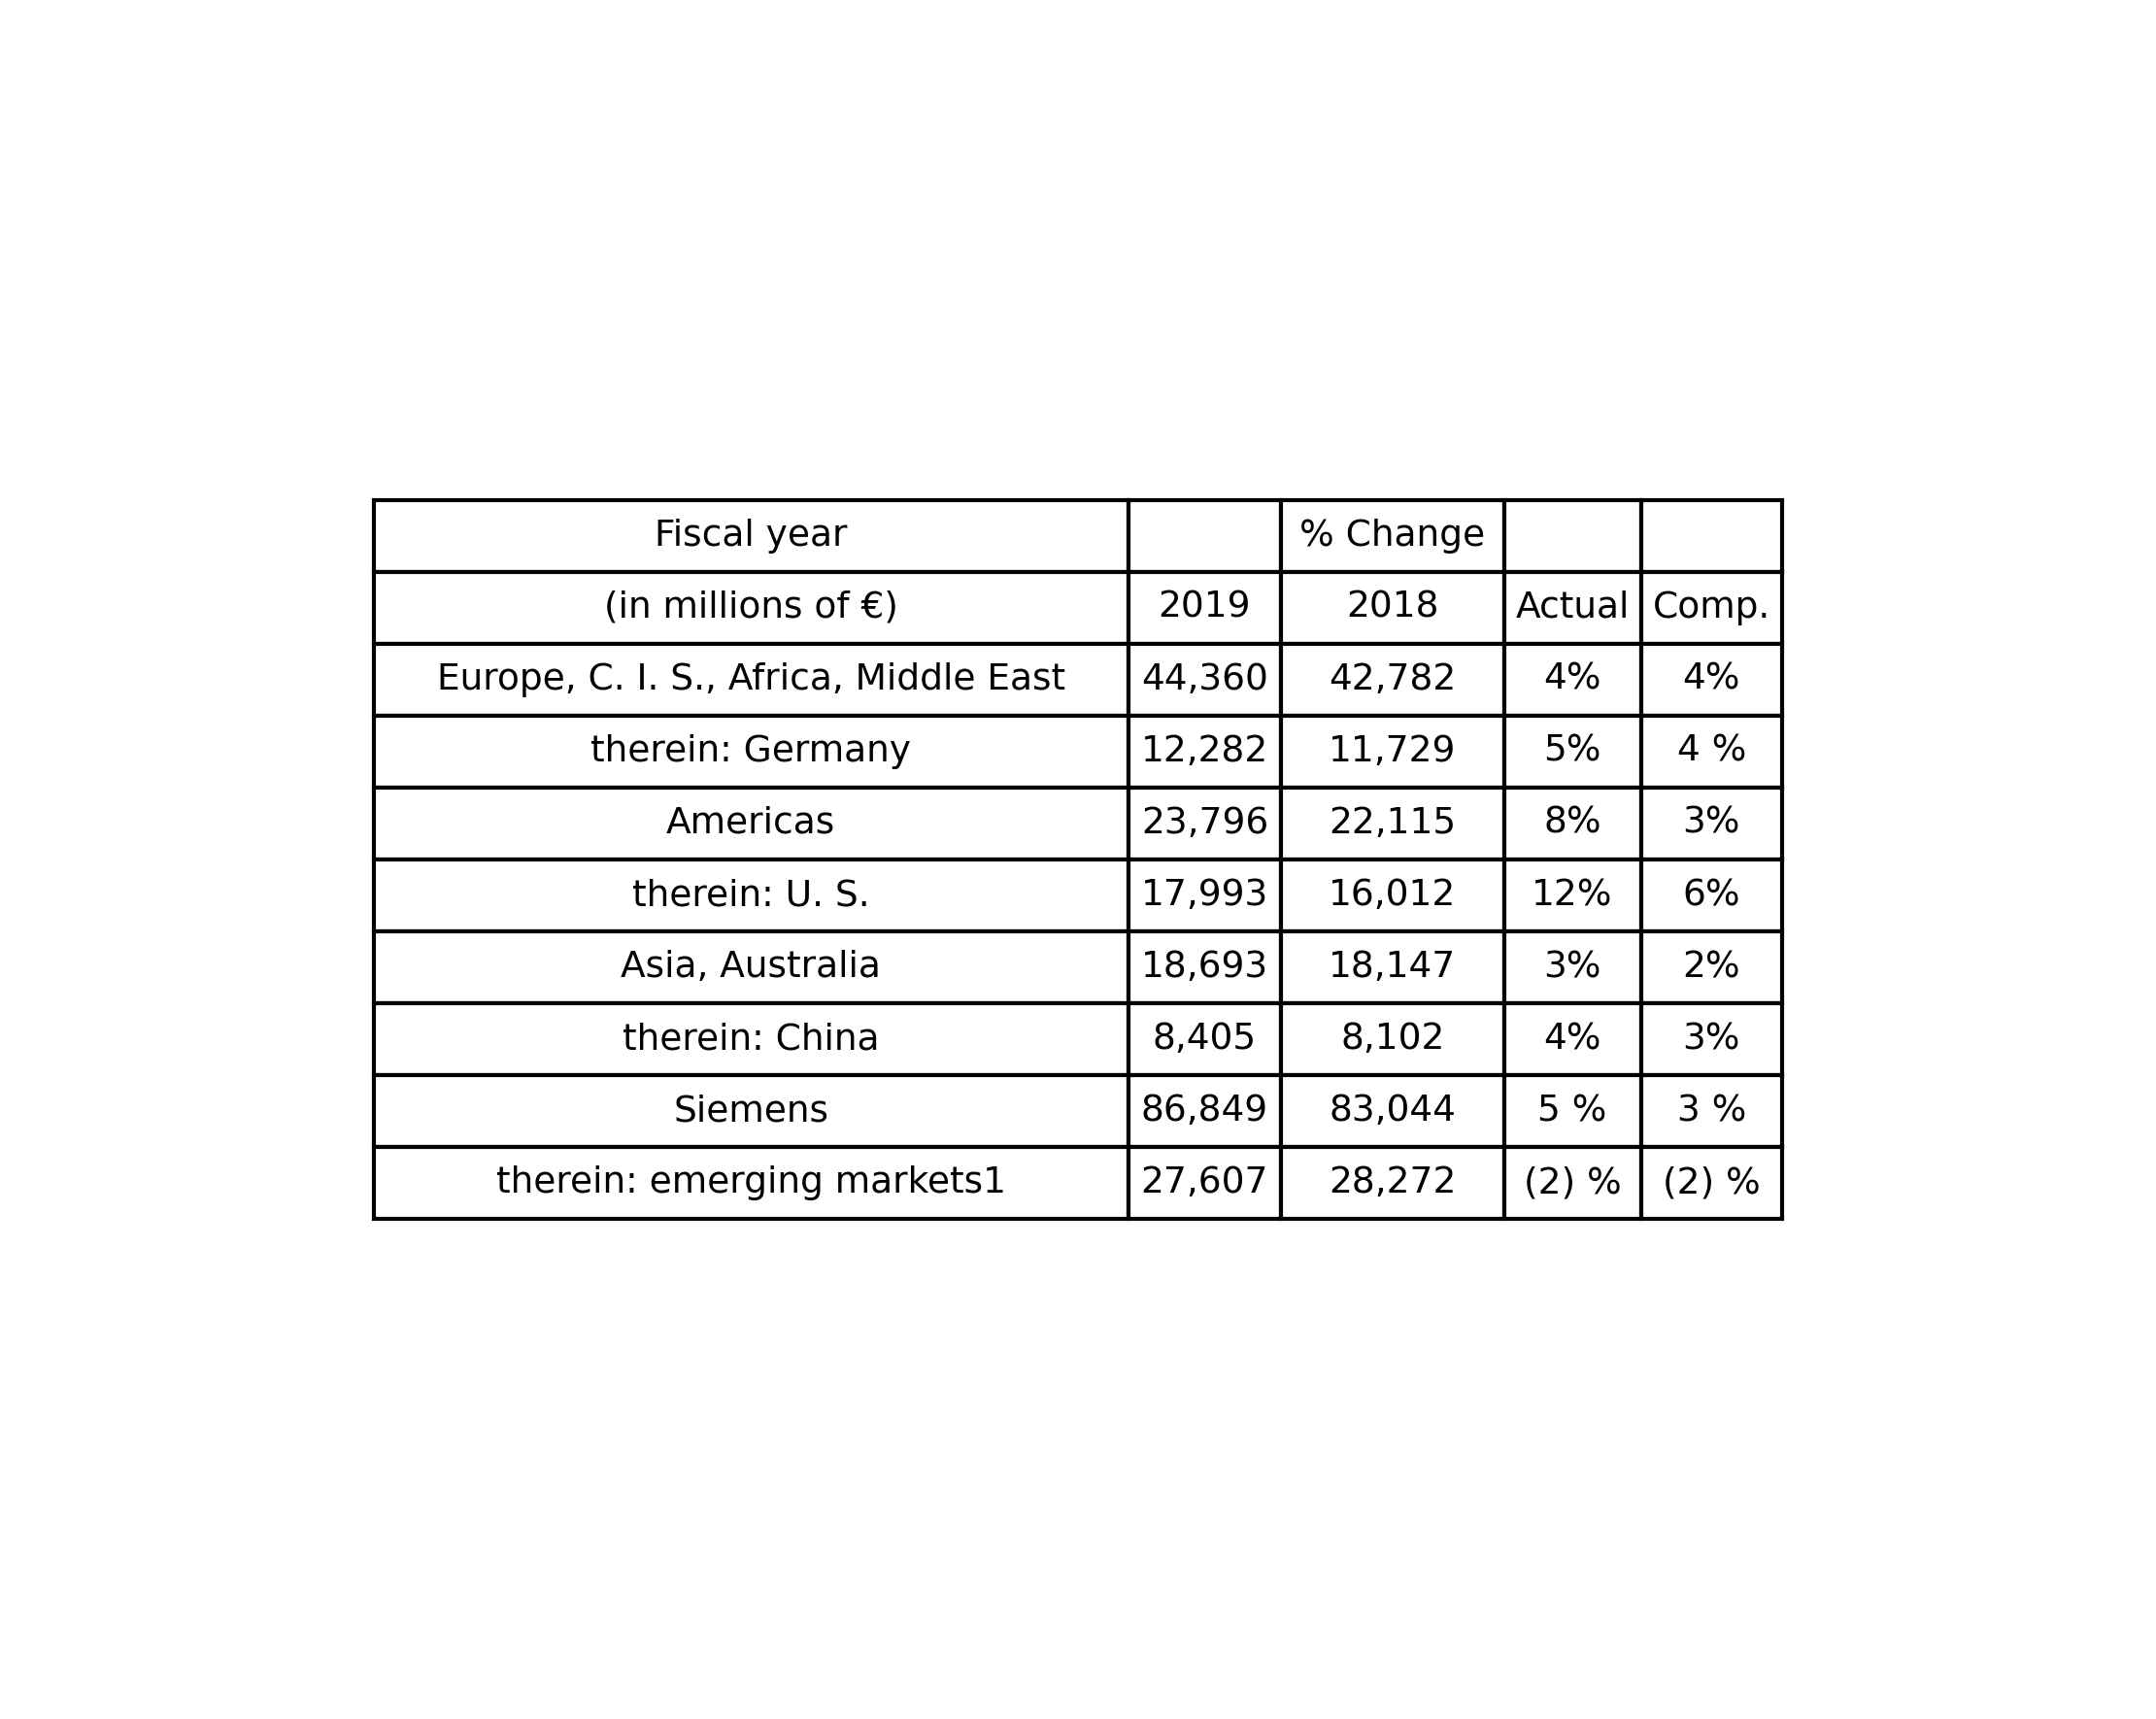 Fiscal year % Change
(in millions of €) 2019 2018 Actual Comp.
Europe, C. I. S., Africa, Middle East 44,360 42,782 4% 4%
therein: Germany 12,282 11,729 5% 4 %
Americas 23,796 22,115 8% 3%
therein: U. S. 17,993 16,012 12% 6%
Asia, Australia 18,693 18,147 3% 2%
therein: China 8,405 8,102 4% 3%
Siemens 86,849 83,044 5 % 3 %
therein: emerging markets1 27,607 28,272 (2) % (2) %